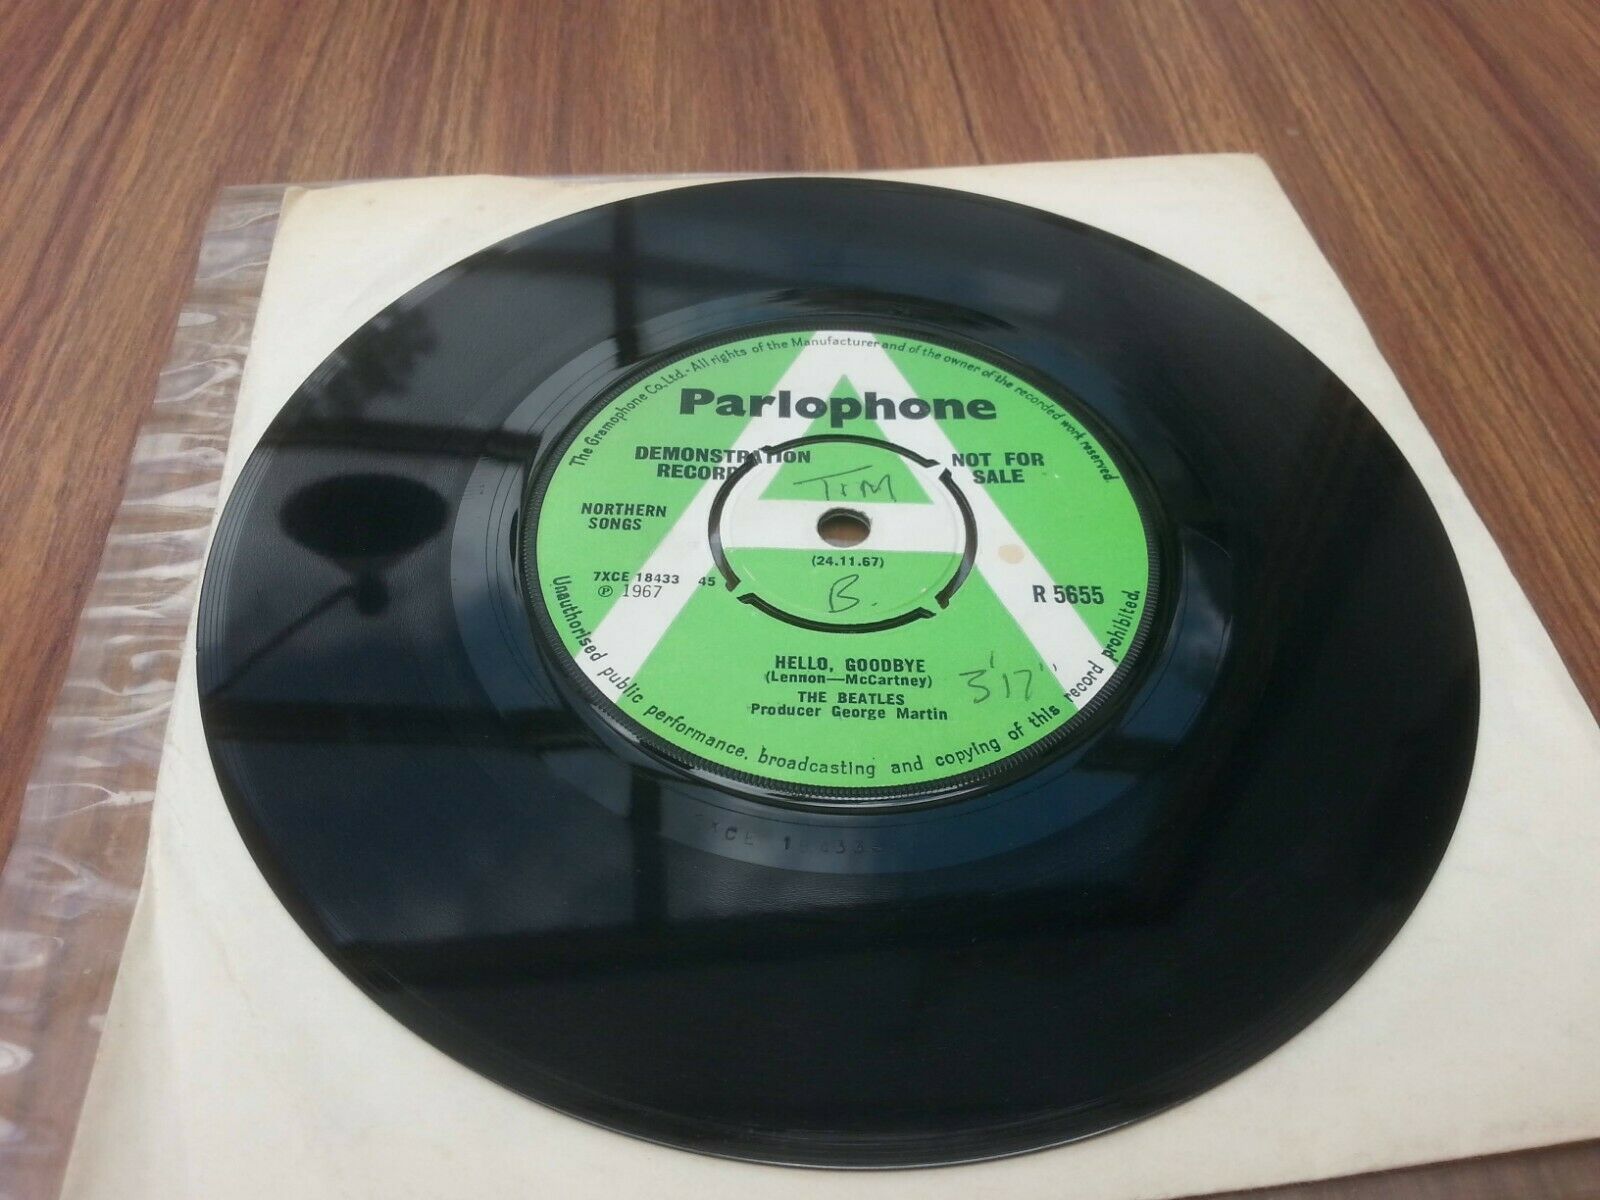 The Gramophone Co. Ltd. - All rights of the Manufacturer and of the owner of the recorded work reserved.
Parlophone
DEMONSTRATION
RECORD
NOT FOR
SALE
TIM
NORTHERN
SONGS
(24.11.67)
7XCE 18433 45
℗ 1967
B.
R 5655
HELLO, GOODBYE
(Lennon—McCartney)
3'17"
THE BEATLES
Producer George Martin
Unauthorised public performance, broadcasting and copying of this record prohibited.